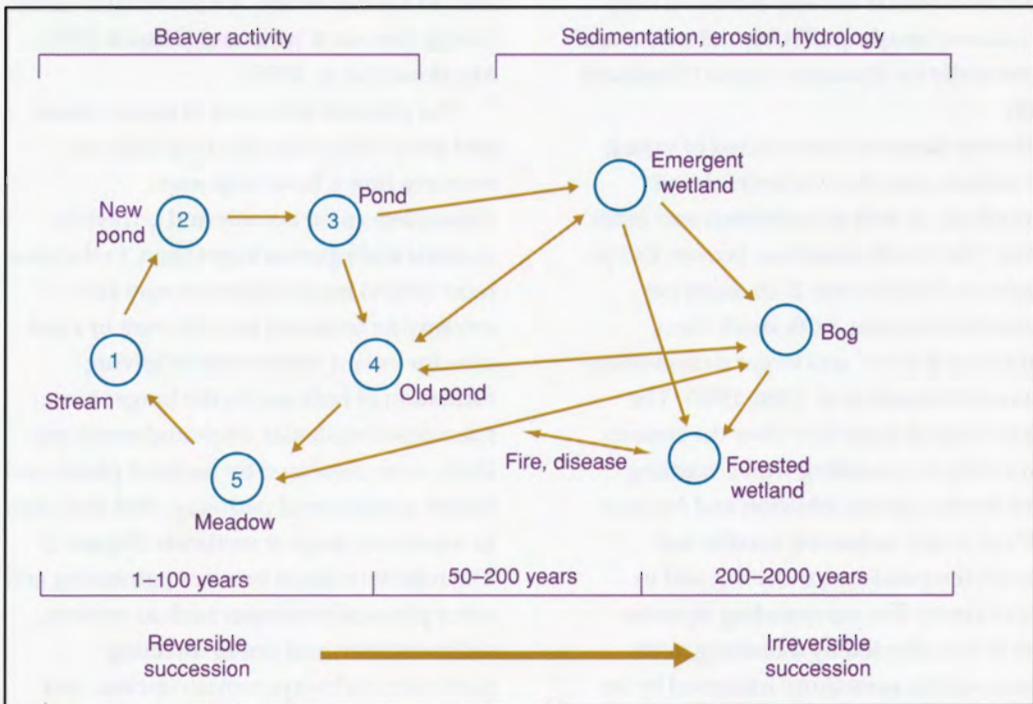 Beaver activity
Sedimentation, erosion, hydrology
Emergent
wetland
New
pond
2
3
Pond
1
Stream
4
Old pond
Bog
5
Meadow
Fire, disease
Forested
wetland
1–100 years
50–200 years
200–2000 years
Reversible
succession
Irreversible
succession